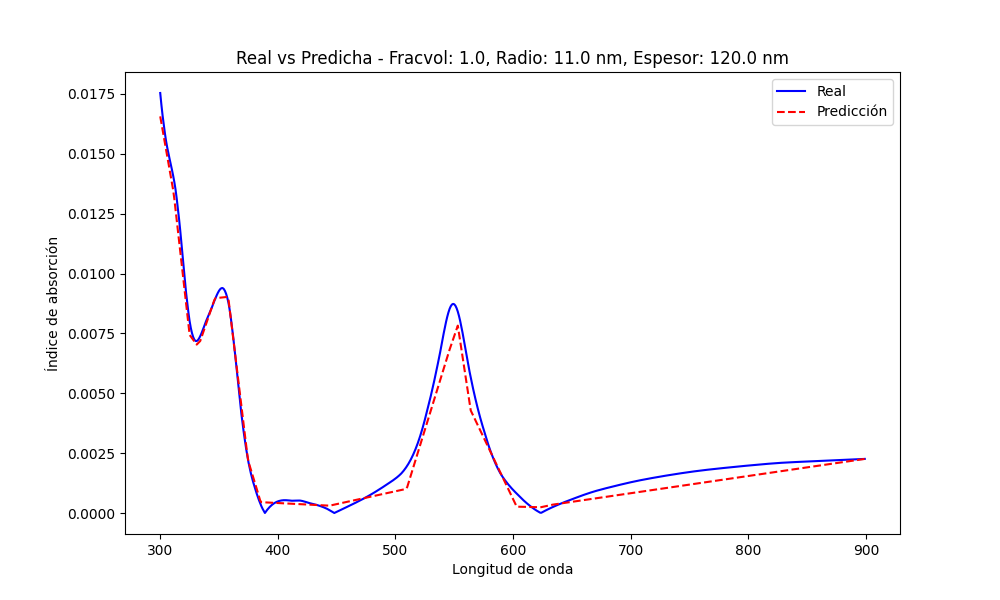 Real vs Predicha - Fracvol: 1.0, Radio: 11.0 nm, Espesor: 120.0 nm
Real
Predicción
Índice de absorción
0.0175
0.0150
0.0125
0.0100
0.0075
0.0050
0.0025
0.0000
300 400 500 600 700 800 900
Longitud de onda